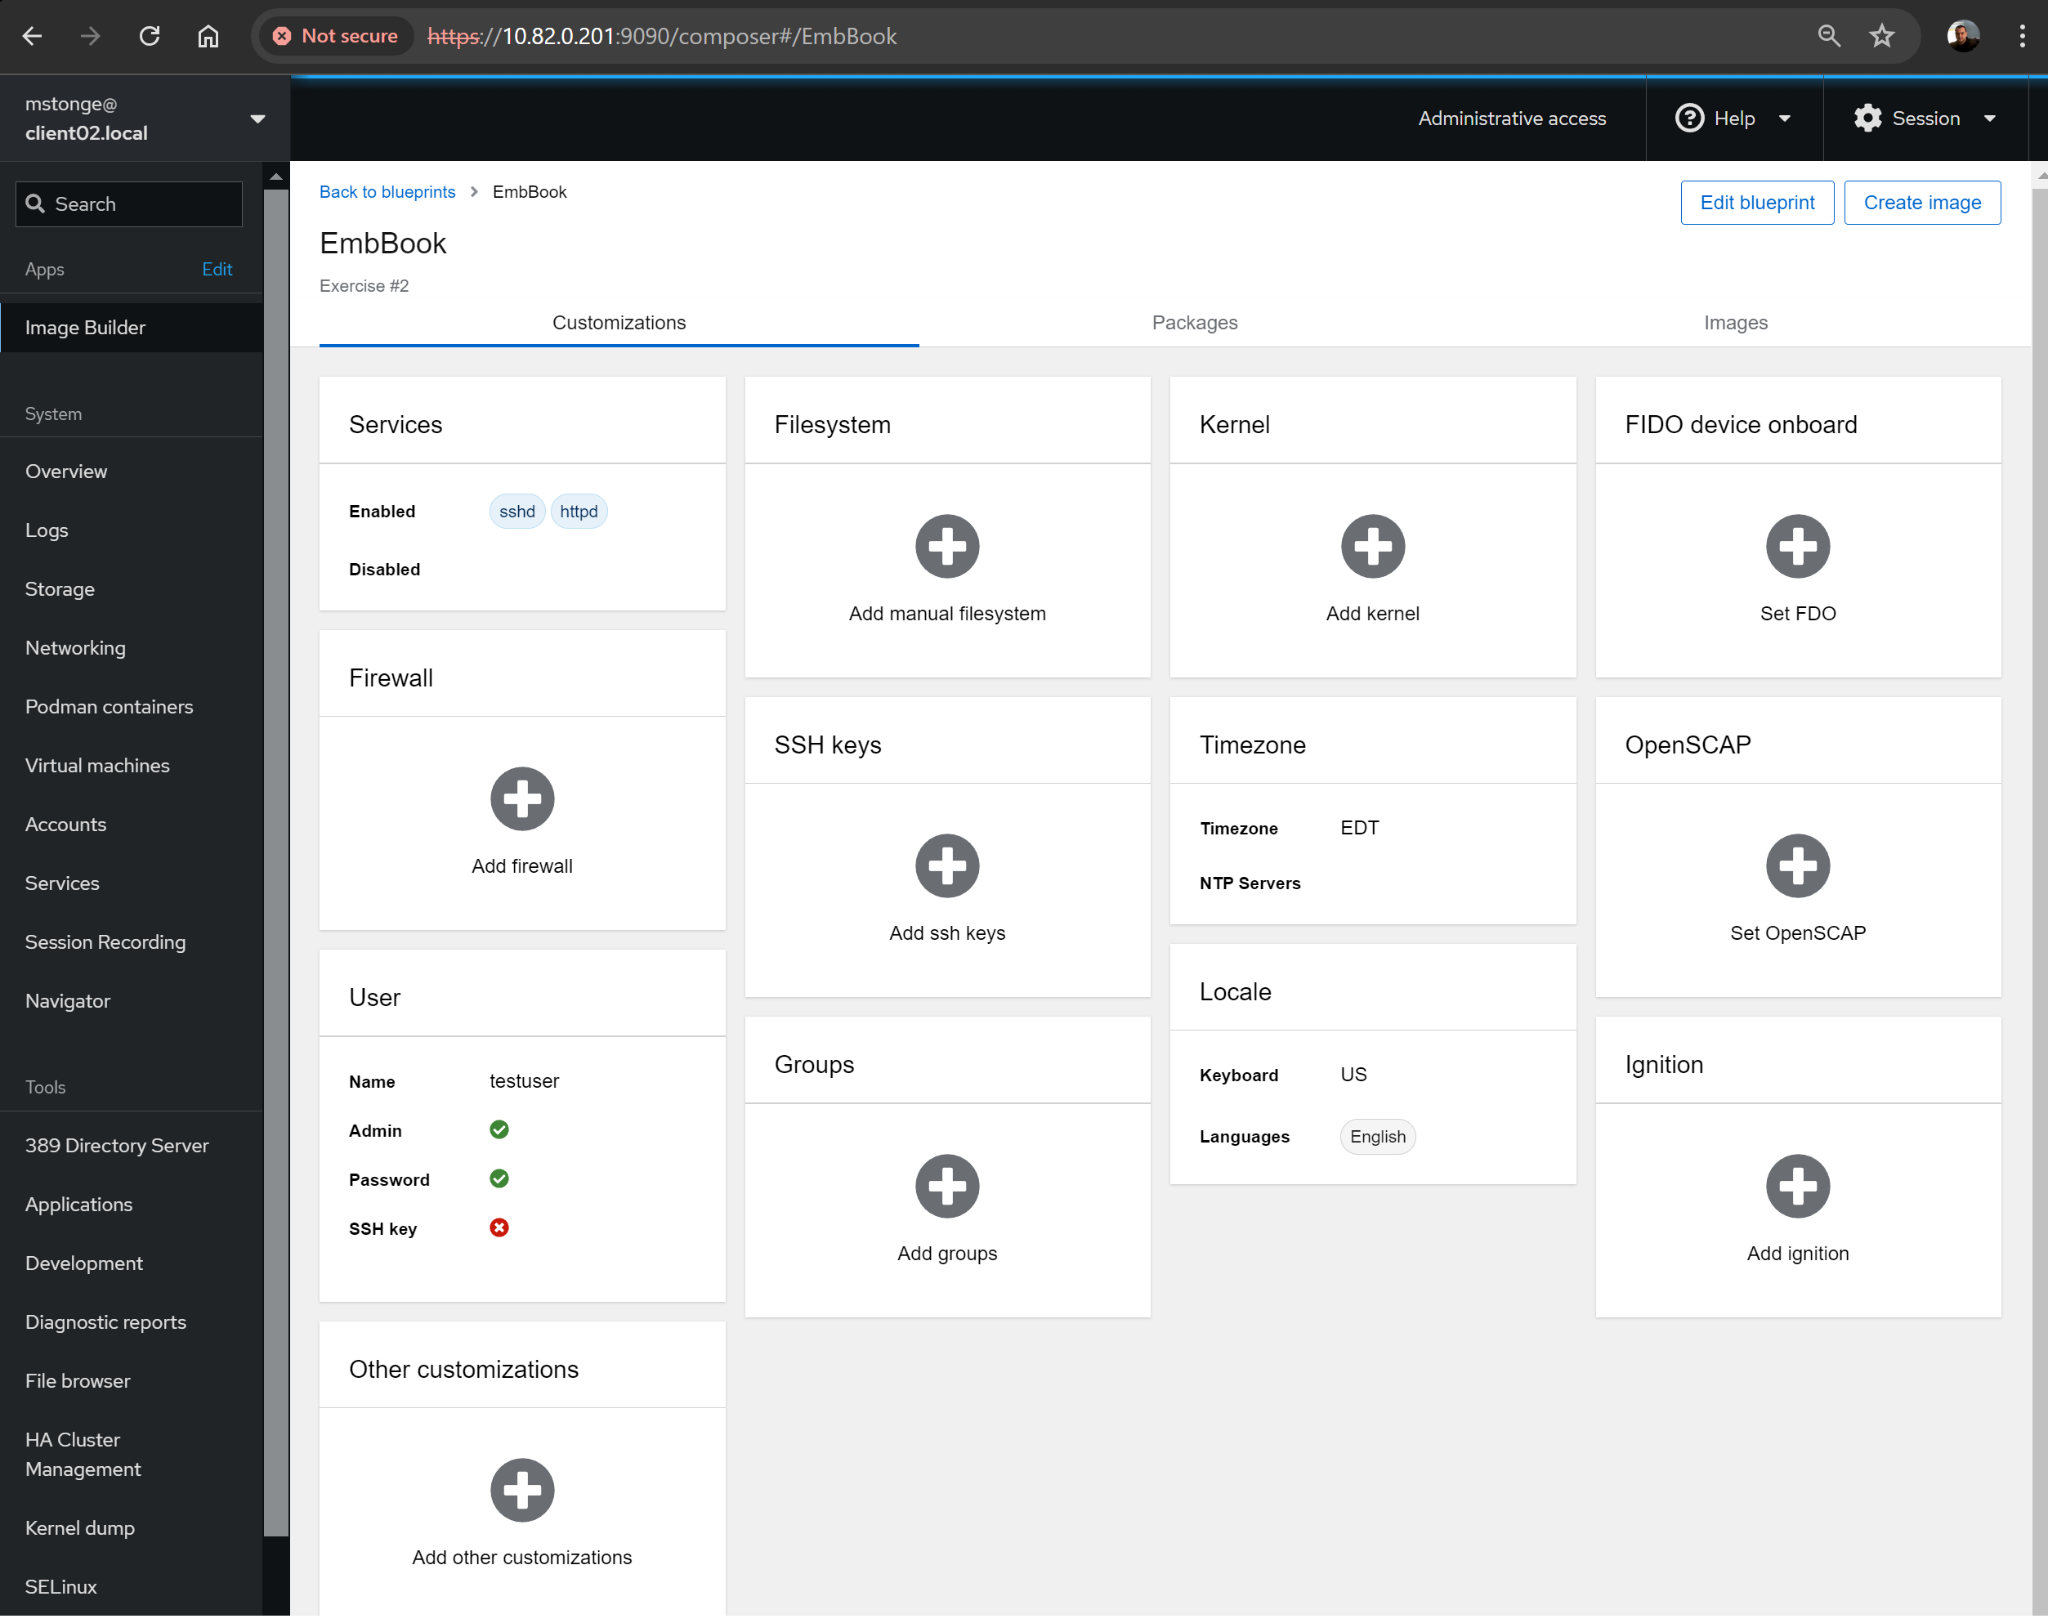 Not secure
https://10.82.0.201:9090/composer#/EmbBook
mstonge@
client02.local
Administrative access
Help
Session
Search
Apps
Edit
Image Builder
System
Overview
Logs
Storage
Networking
Podman containers
Virtual machines
Accounts
Services
Session Recording
Navigator
Tools
389 Directory Server
Applications
Development
Diagnostic reports
File browser
HA Cluster
Management
Kernel dump
SELinux
Back to blueprints > EmbBook
Edit blueprint
Create image
EmbBook
Exercise #2
Customizations
Packages
Images
Services
Enabled sshd httpd
Disabled
Firewall
Add firewall
User
Name testuser
Admin
Password
SSH key
Other customizations
Add other customizations
Filesystem
Add manual filesystem
SSH keys
Add ssh keys
Groups
Add groups
Kernel
Add kernel
Timezone
Timezone EDT
NTP Servers
Locale
Keyboard US
Languages English
FIDO device onboard
Set FDO
OpenSCAP
Set OpenSCAP
Ignition
Add ignition